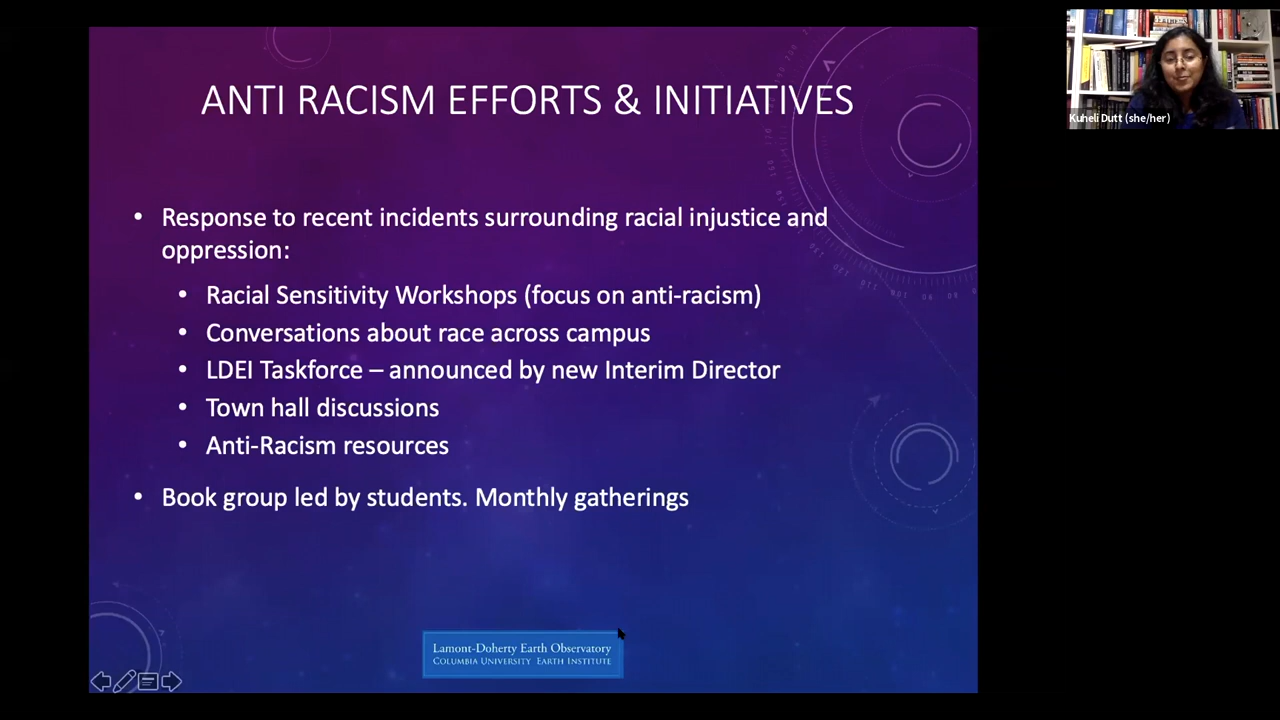 ANTI RACISM EFFORTS & INITIATIVES
• Response to recent incidents surrounding racial injustice and
oppression:
• Racial Sensitivity Workshops (focus on anti-racism)
• Conversations about race across campus
• LDEI Taskforce – announced by new Interim Director
• Town hall discussions
• Anti-Racism resources
• Book group led by students. Monthly gatherings
Lamont-Doherty Earth Observatory
COLUMBIA UNIVERSITY EARTH INSTITUTE
Kuheli Dutt (she/her)